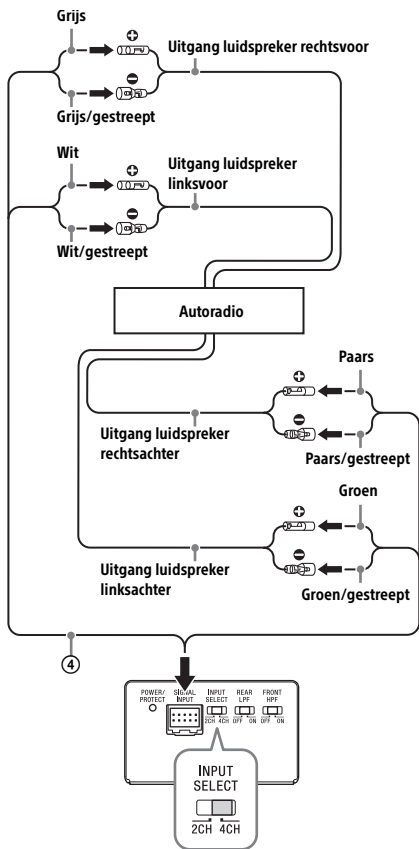 Grijs
Uitgang luidspreker rechtsvoor
Grijs/gestreept
Wit
Uitgang luidspreker
linksvoor
Wit/gestreept
Autoradio
Paars
Uitgang luidspreker
rechtsachter
Paars/gestreept
Groen
Uitgang luidspreker
linksachter
Groen/gestreept
4
POWER/
PROTECT
SIGNAL
INPUT
INPUT
SELECT
REAR
LPF
FRONT
HPF
2CH 4CH OFF ON OFF ON
INPUT
SELECT
2CH 4CH